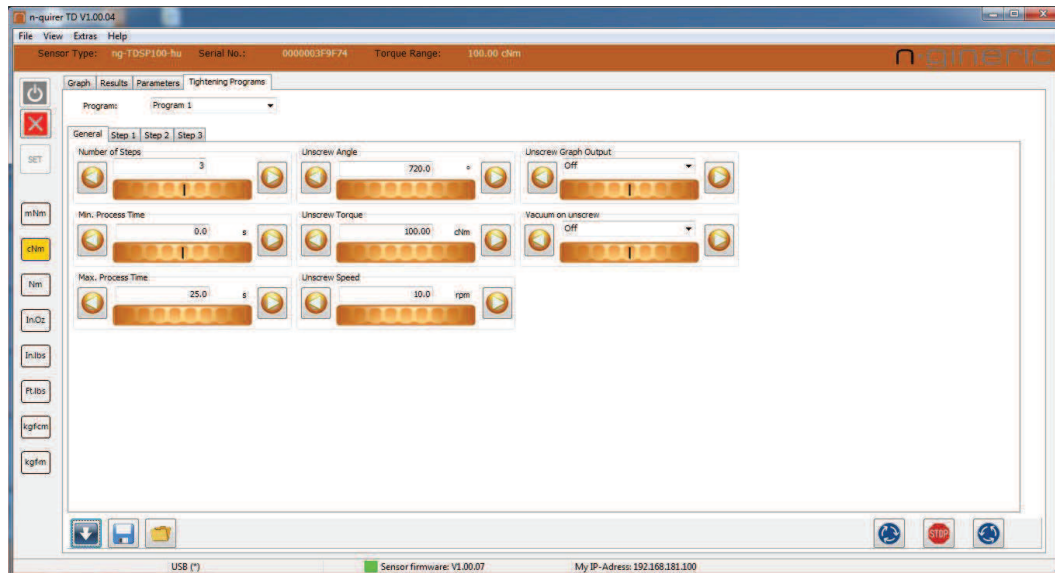 n-quirer TD V1.00.04
File View Extras Help
Sensor Type: ng-TDSP100-hu Serial No.: 0000003F9F74 Torque Range: 100.00 cNm
n-gineric
Graph Results Parameters Tightening Programs
Program: Program 1
General Step 1 Step 2 Step 3
Number of Steps Unscrew Angle Unscrew Graph Output
3 720.0 ° Off
Min. Process Time Unscrew Torque Vacuum on unscrew
0.0 s 100.00 cNm Off
Max. Process Time Unscrew Speed
25.0 s 10.0 rpm
SET
mNm
cNm
Nm
In.Oz
In.lbs
Ft.lbs
kgfcm
kgfm
STOP
USB (*) Sensor firmware: V1.00.07 My IP-Adress: 192.168.181.100